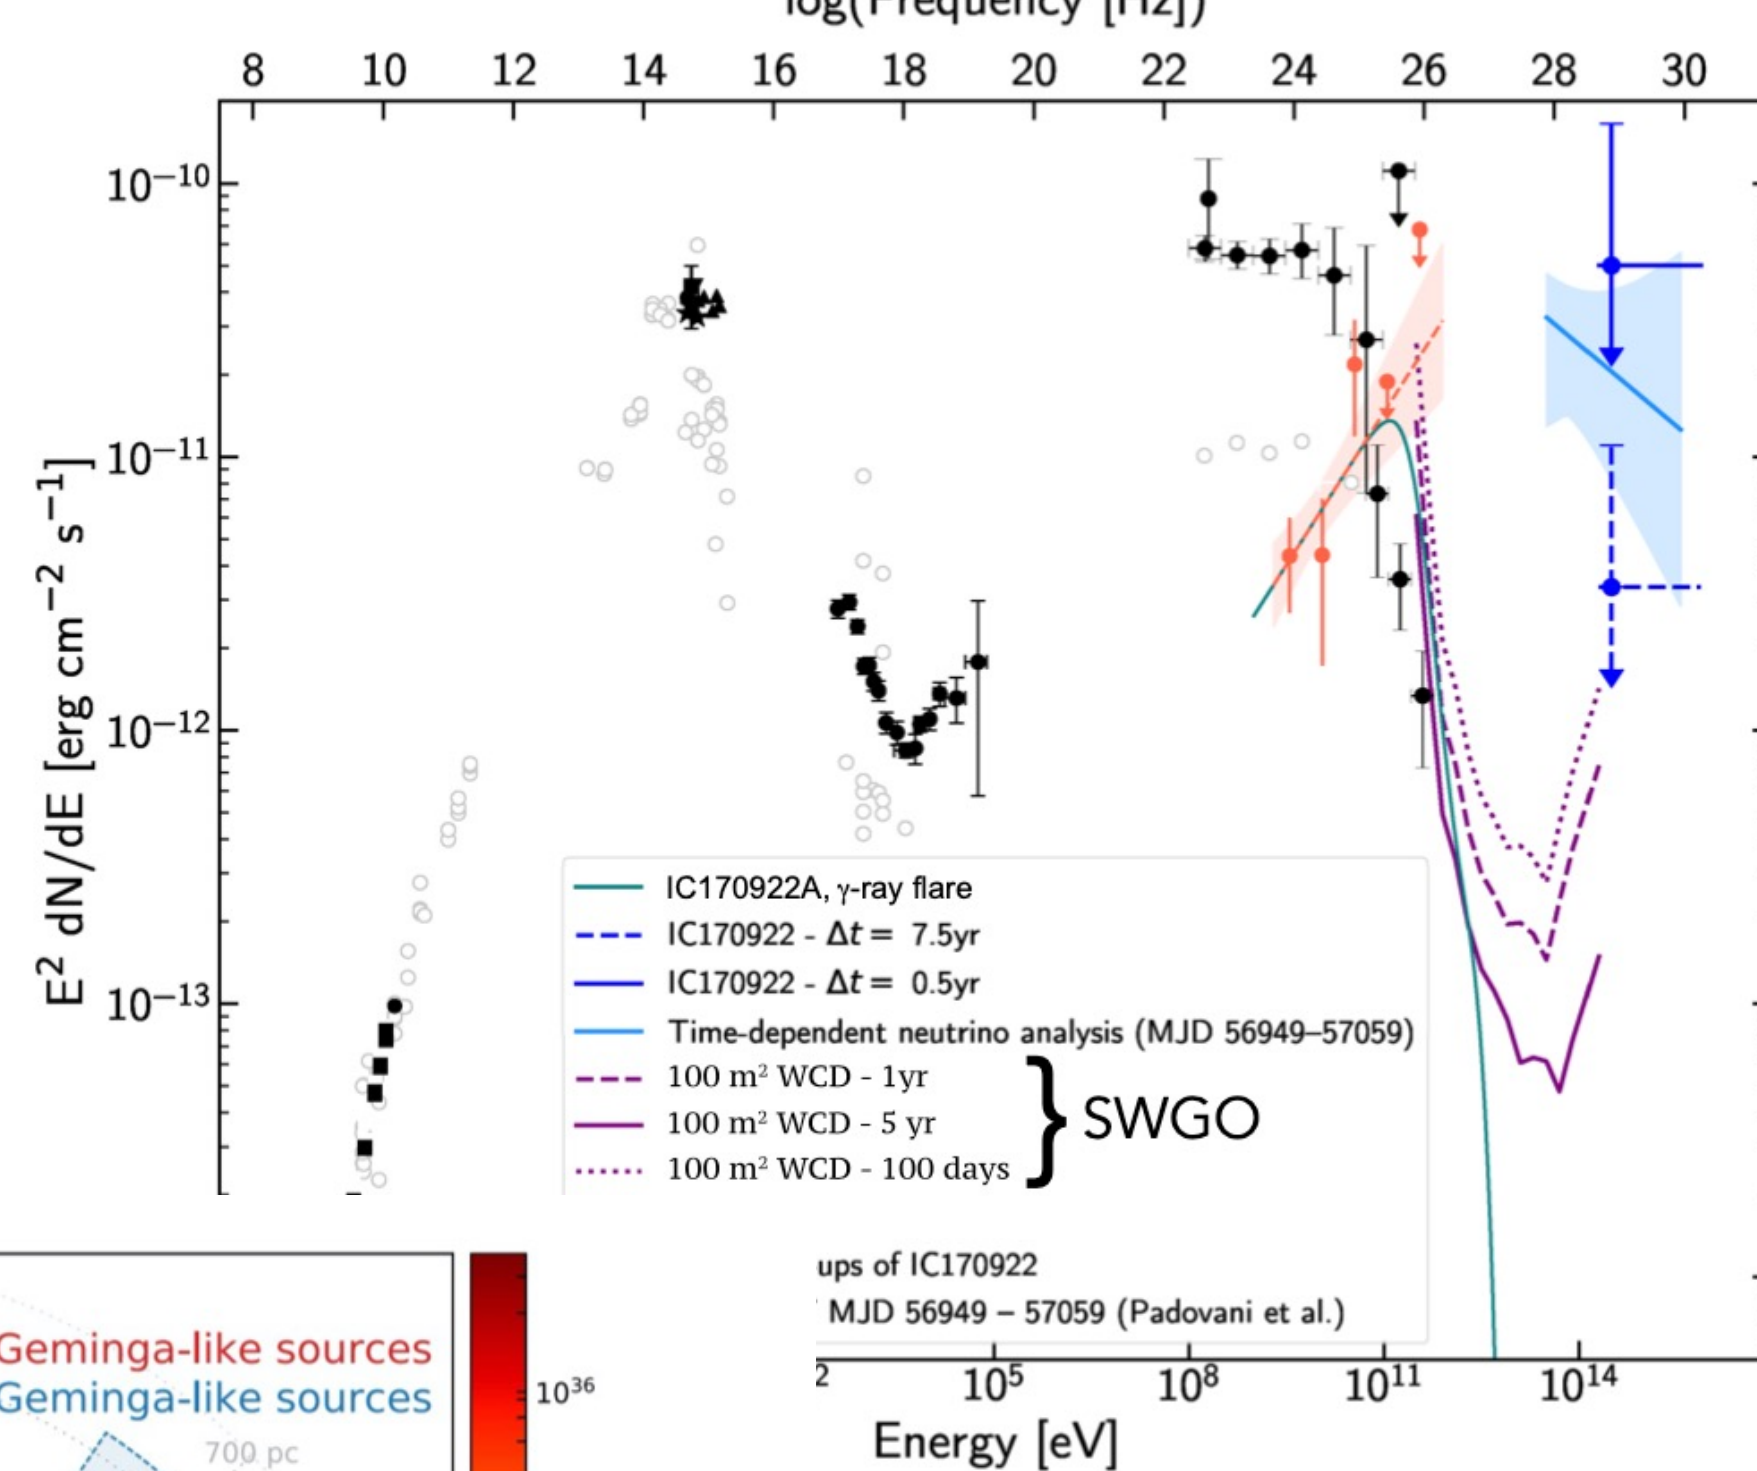 log(Frequency [Hz])
8 10 12 14 16 18 20 22 24 26 28 30
10−10
10−11
10−12
10−13
E2 dN/dE [erg cm−2 s−1]
IC170922A, γ-ray flare
IC170922 - Δt = 7.5yr
IC170922 - Δt = 0.5yr
Time-dependent neutrino analysis (MJD 56949–57059)
100 m2 WCD - 1yr
100 m2 WCD - 5 yr
100 m2 WCD - 100 days
} SWGO
ups of IC170922
MJD 56949 – 57059 (Padovani et al.)
2 105 108 1011 1014
Energy [eV]
Geminga-like sources
Geminga-like sources
700 pc
1036